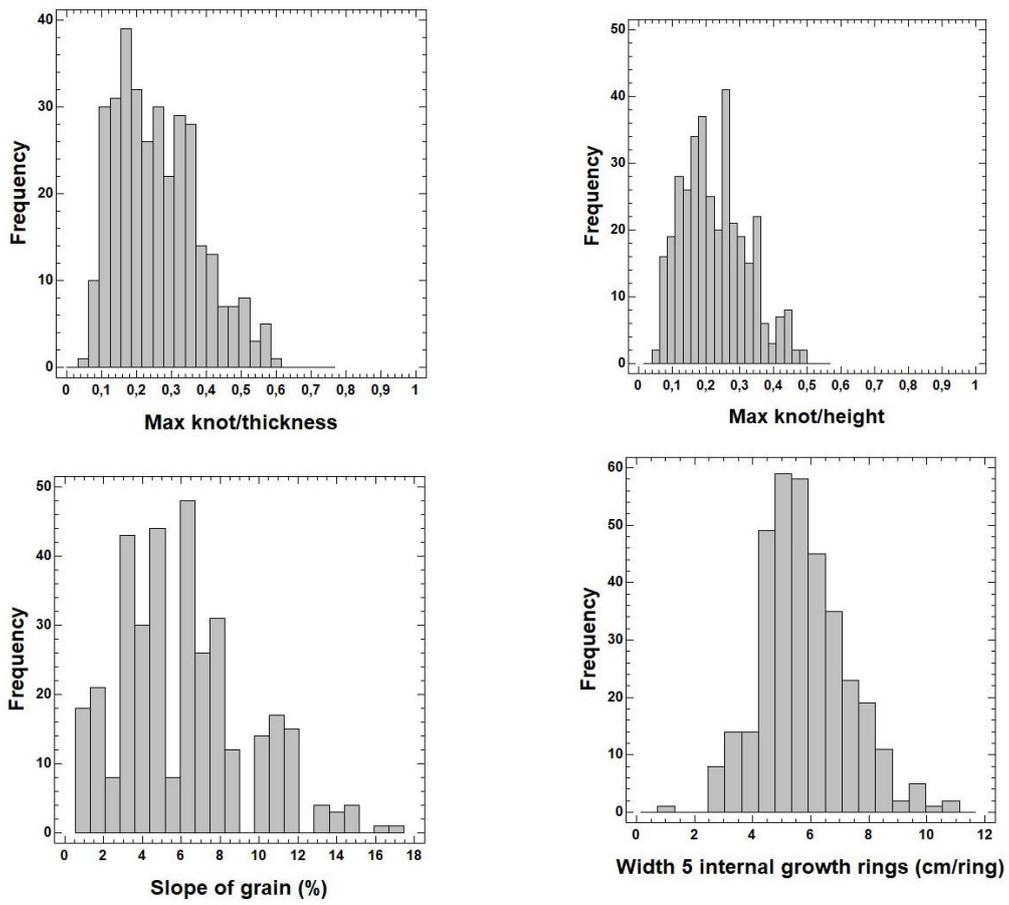 40
30
20
10
0
Frequency
0 0,1 0,2 0,3 0,4 0,5 0,6 0,7 0,8 0,9 1
Max knot/thickness
50
40
30
20
10
0
Frequency
0 0,1 0,2 0,3 0,4 0,5 0,6 0,7 0,8 0,9 1
Max knot/height
50
40
30
20
10
0
Frequency
0 2 4 6 8 10 12 14 16 18
Slope of grain (%)
60
50
40
30
20
10
0
Frequency
0 2 4 6 8 10 12
Width 5 internal growth rings (cm/ring)